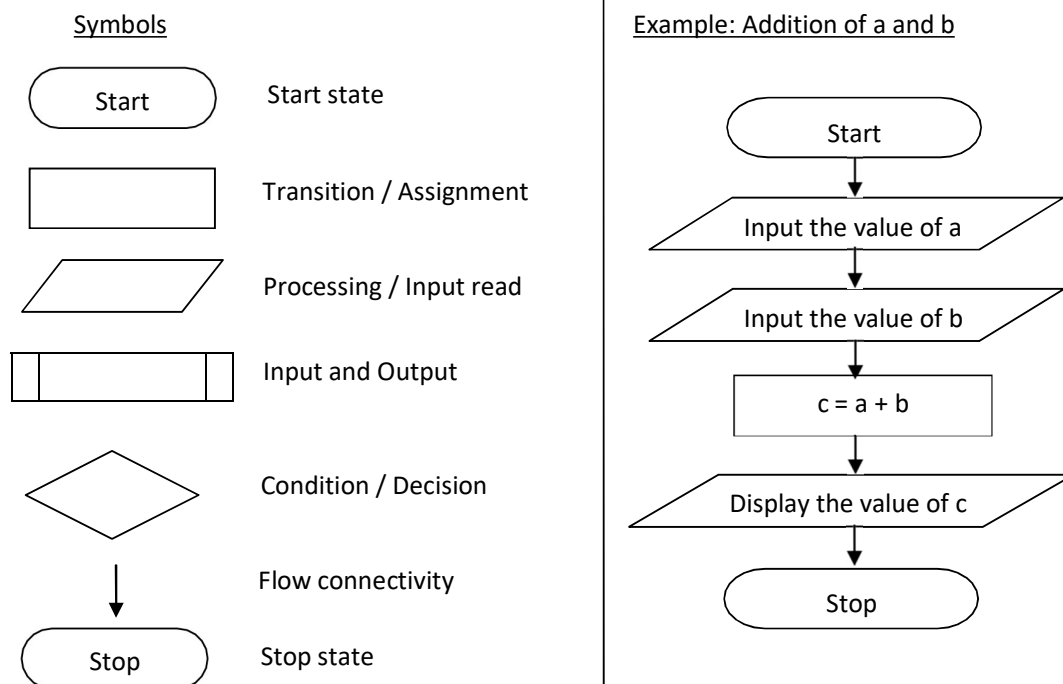 Symbols
Start
Start state
Transition / Assignment
Processing / Input read
Input and Output
Condition / Decision
Flow connectivity
Stop
Stop state
Example: Addition of a and b
Start
Input the value of a
Input the value of b
c = a + b
Display the value of c
Stop